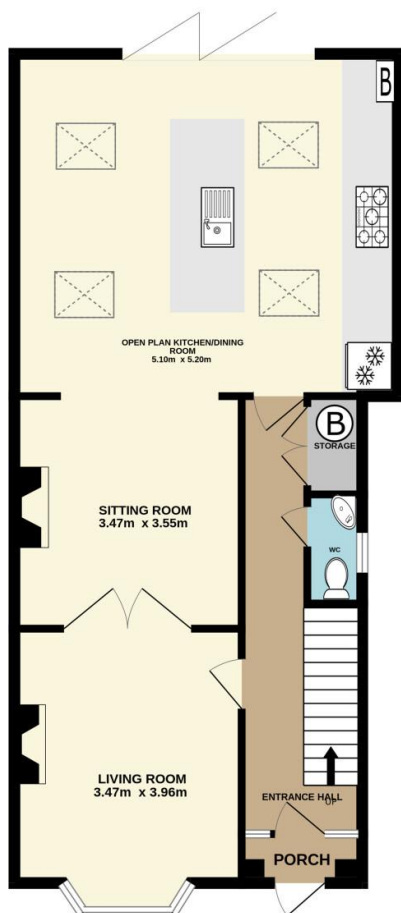 B
OPEN PLAN KITCHEN/DINING
ROOM
5.10m x 5.20m
B
STORAGE
SITTING ROOM
3.47m x 3.55m
WC
LIVING ROOM
3.47m x 3.96m
ENTRANCE HALL
UP
PORCH